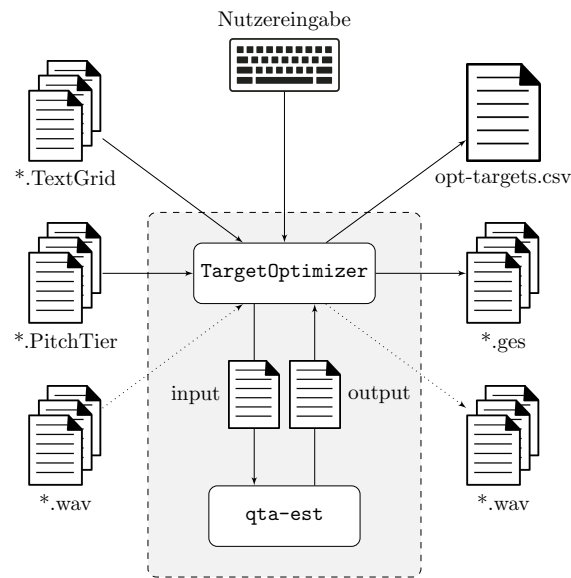 Nutzereingabe
*.TextGrid
opt-targets.csv
TargetOptimizer
*.PitchTier
*.ges
input
output
*.wav
*.wav
qta-est